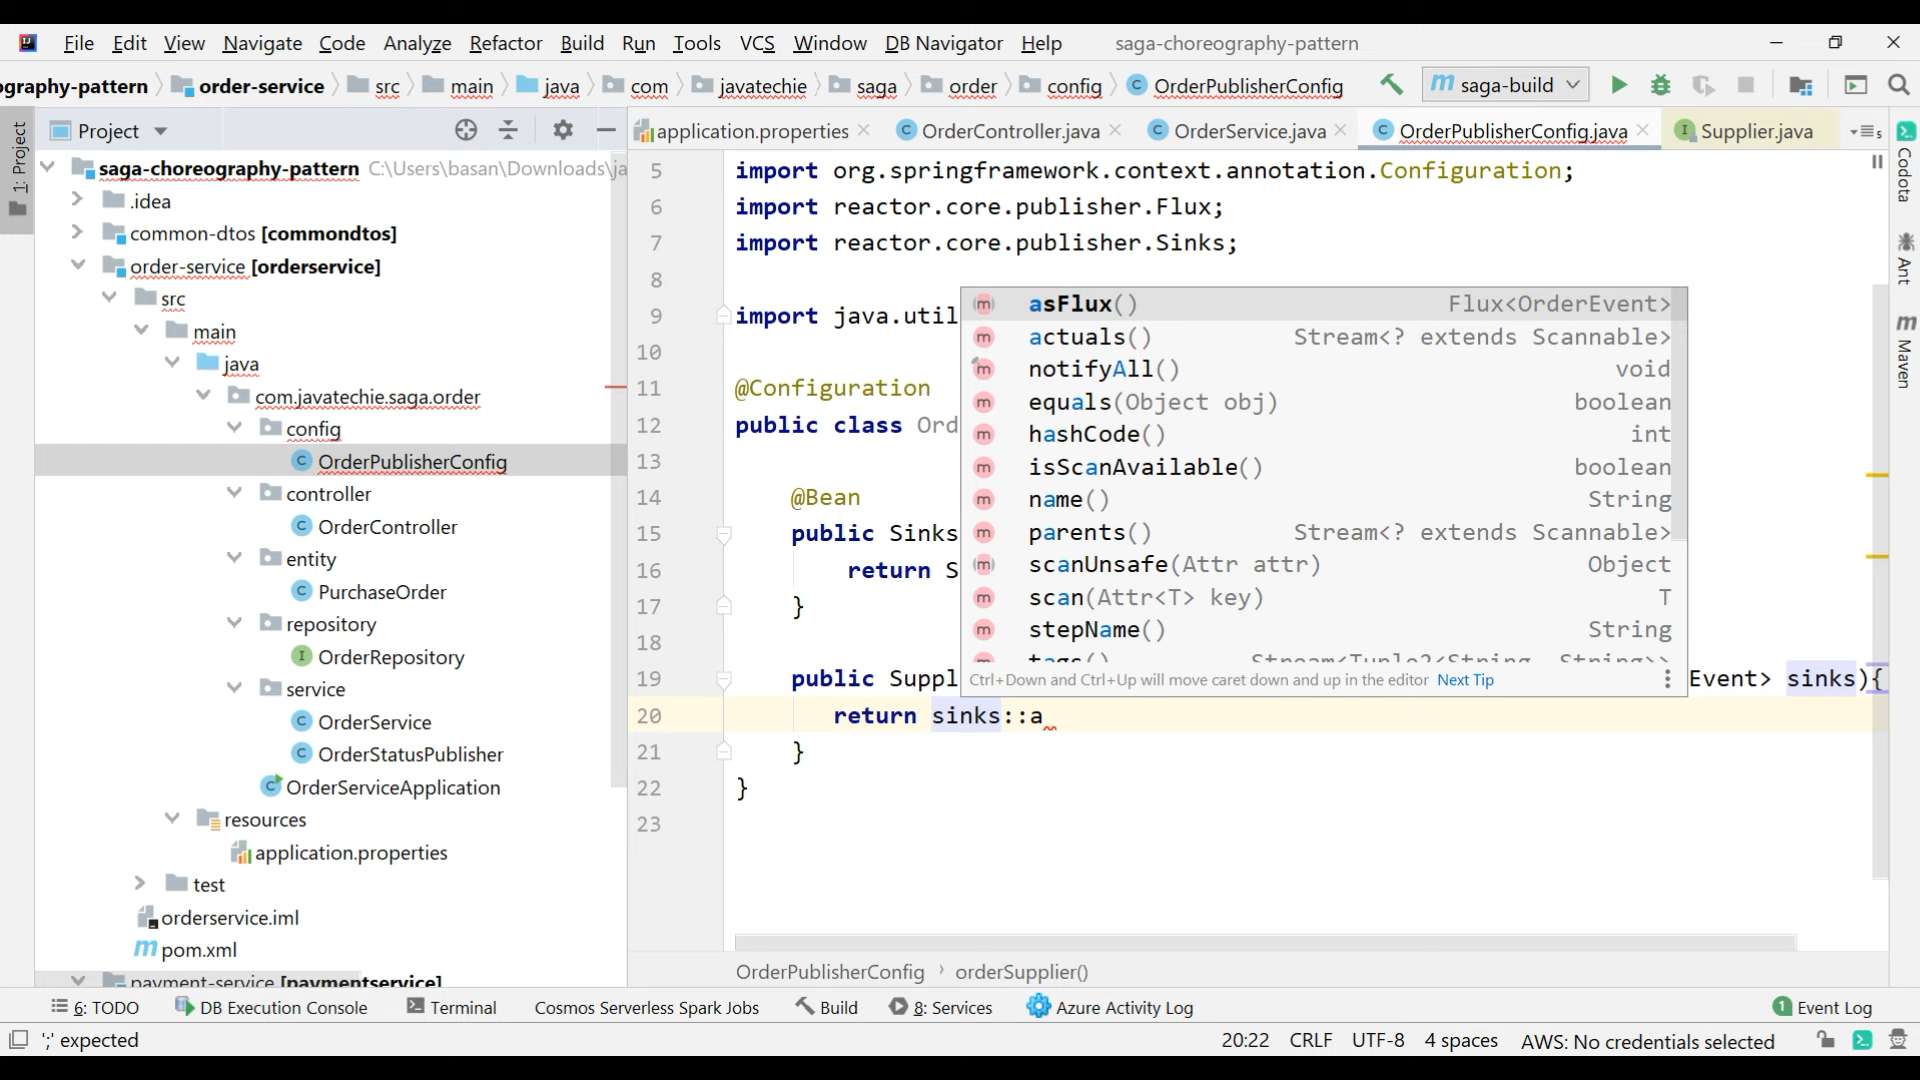 File Edit View Navigate Code Analyze Refactor Build Run Tools VCS Window DB Navigator Help saga-choreography-pattern
ography-pattern order-service src main java com javatechie saga order config OrderPublisherConfig saga-build
Project
application.properties OrderController.java OrderService.java OrderPublisherConfig.java Supplier.java 5
1: Project
saga-choreography-pattern C:\Users\basan\Downloads\ja
.idea
common-dtos [commondtos]
order-service [orderservice]
src
main
java
com.javatechie.saga.order
config
OrderPublisherConfig
controller
OrderController
entity
PurchaseOrder
repository
OrderRepository
service
OrderService
OrderStatusPublisher
OrderServiceApplication
resources
application.properties
test
orderservice.iml
pom.xml
payment-service [paymentservice]
5 import org.springframework.context.annotation.Configuration;
6 import reactor.core.publisher.Flux;
7 import reactor.core.publisher.Sinks;
8
9 import java.util
10
11 @Configuration
12 public class Ord
13
14 @Bean
15 public Sinks
16 return S
17 }
18
19 public Suppl Event> sinks){
20 return sinks::a
21 }
22 }
23
asFlux() Flux<OrderEvent>
actuals() Stream<? extends Scannable>
notifyAll() void
equals(Object obj) boolean
hashCode() int
isScanAvailable() boolean
name() String
parents() Stream<? extends Scannable>
scanUnsafe(Attr attr) Object
scan(Attr<T> key) T
stepName() String
tags() Stream<Tuple2<String, String>>
Ctrl+Down and Ctrl+Up will move caret down and up in the editor Next Tip
Codota
Ant
Maven
OrderPublisherConfig orderSupplier()
6: TODO DB Execution Console Terminal Cosmos Serverless Spark Jobs Build 8: Services Azure Activity Log 1 Event Log
';' expected 20:22 CRLF UTF-8 4 spaces AWS: No credentials selected